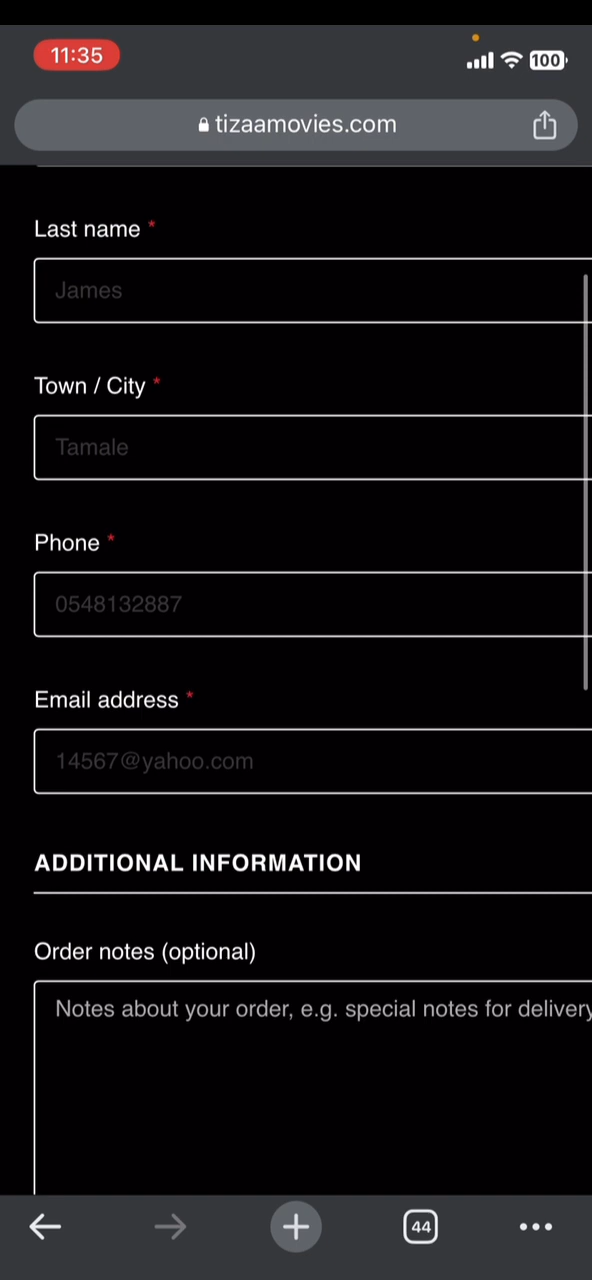 11:35
100
tizaamovies.com
Last name *
James
Town / City *
Tamale
Phone *
0548132887
Email address *
14567@yahoo.com
ADDITIONAL INFORMATION
Order notes (optional)
Notes about your order, e.g. special notes for delivery
44